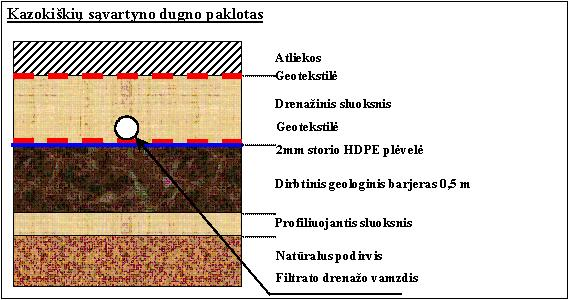 Kazokiškių sąvartyno dugno paklotas
Atliekos
Geotekstilė
Drenažinis sluoksnis
Geotekstilė
2mm storio HDPE plėvelė
Dirbtinis geologinis barjeras 0,5 m
Profiliuojantis sluoksnis
Natūralus podirvis
Filtrato drenažo vamzdis